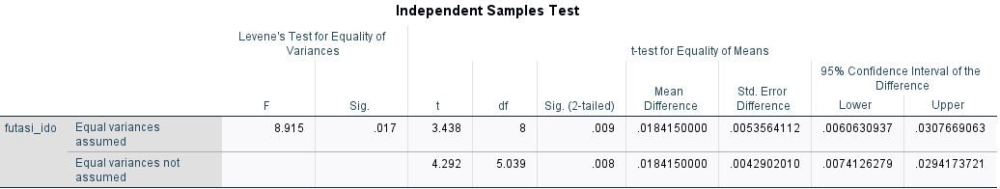 Independent Samples Test
Levene's Test for Equality of
Variances
t-test for Equality of Means
95% Confidence Interval of the
Difference
Mean
Std. Error
F
Sig.
t
df
Sig. (2-tailed)
Difference
Difference
Lower
Upper
futasi_ido
Equal variances
assumed
8.915
.017
3.438
8
.009
.0184150000
.0053564112
.0060630937
.0307669063
Equal variances not
assumed
4.292
5.039
.008
.0184150000
.0042902010
.0074126279
.0294173721